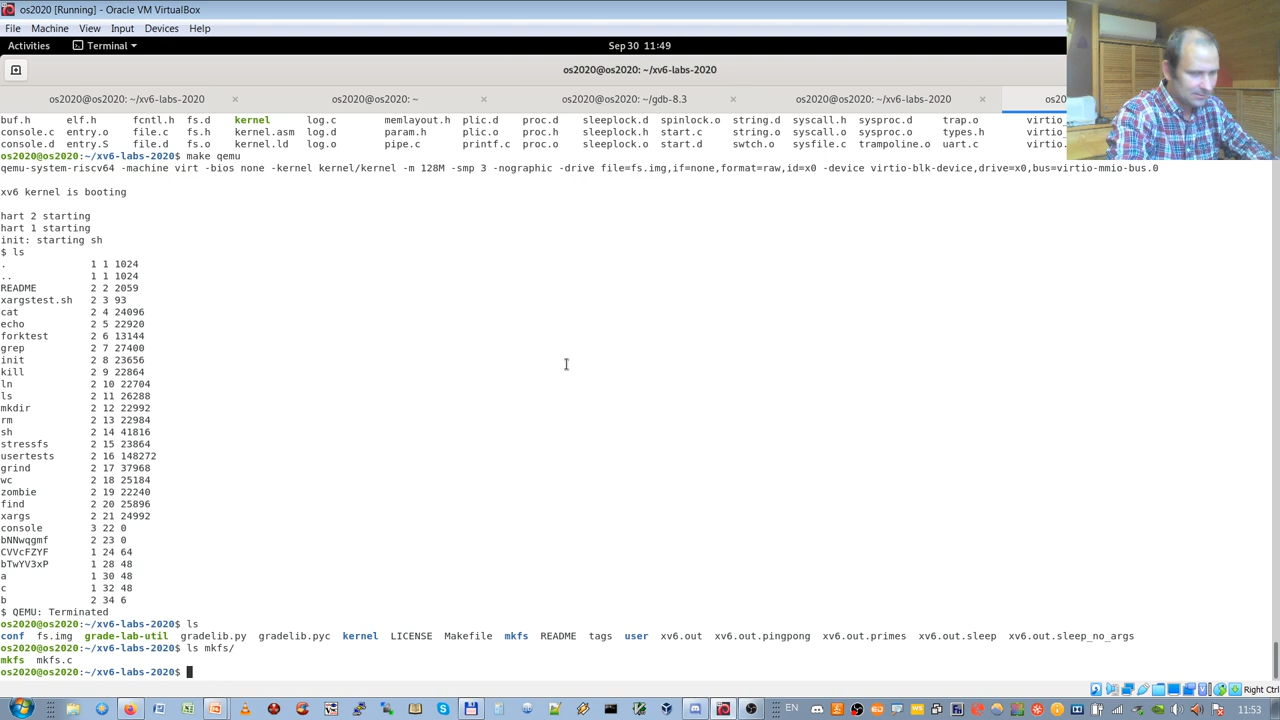 os2020 [Running] - Oracle VM VirtualBox
File Machine View Input Devices Help
Activities Terminal Sep 30 11:49
os2020@os2020: ~/xv6-labs-2020
os2020@os2020: ~/xv6-labs-2020 × os2020@os2020: ~ × os2020@os2020: ~/gdb-8.3 × os2020@os2020: ~/xv6-labs-2020 × os20
buf.h elf.h fcntl.h fs.d kernel log.c memlayout.h plic.d proc.d sleeplock.d spinlock.o string.d syscall.h sysproc.d trap.o virtio_
console.c entry.o file.c fs.h kernel.asm log.d param.h plic.o proc.h sleeplock.h start.c string.o syscall.o sysproc.o types.h virtio_
console.d entry.S file.d fs.o kernel.ld log.o pipe.c printf.c proc.o sleeplock.o start.d swtch.o sysfile.c trampoline.o uart.c virtio_
os2020@os2020:~/xv6-labs-2020$ make qemu
qemu-system-riscv64 -machine virt -bios none -kernel kernel/kernel -m 128M -smp 3 -nographic -drive file=fs.img,if=none,format=raw,id=x0 -device virtio-blk-device,drive=x0,bus=virtio-mmio-bus.0
xv6 kernel is booting
hart 2 starting
hart 1 starting
init: starting sh
$ ls
. 1 1 1024
.. 1 1 1024
README 2 2 2059
xargstest.sh 2 3 93
cat 2 4 24096
echo 2 5 22920
forktest 2 6 13144
grep 2 7 27400
init 2 8 23656
kill 2 9 22864
ln 2 10 22704
ls 2 11 26288
mkdir 2 12 22992
rm 2 13 22984
sh 2 14 41816
stressfs 2 15 23864
usertests 2 16 148272
grind 2 17 37968
wc 2 18 25184
zombie 2 19 22240
find 2 20 25896
xargs 2 21 24992
console 3 22 0
bNNwqgmf 2 23 0
CVVcFZYF 1 24 64
bTwYV3xP 1 28 48
a 1 30 48
c 1 32 48
b 2 34 6
$ QEMU: Terminated
os2020@os2020:~/xv6-labs-2020$ ls
conf fs.img grade-lab-util gradelib.py gradelib.pyc kernel LICENSE Makefile mkfs README tags user xv6.out xv6.out.pingpong xv6.out.primes xv6.out.sleep xv6.out.sleep_no_args
os2020@os2020:~/xv6-labs-2020$ ls mkfs/
mkfs mkfs.c
os2020@os2020:~/xv6-labs-2020$
Right Ctrl
EN 11:53